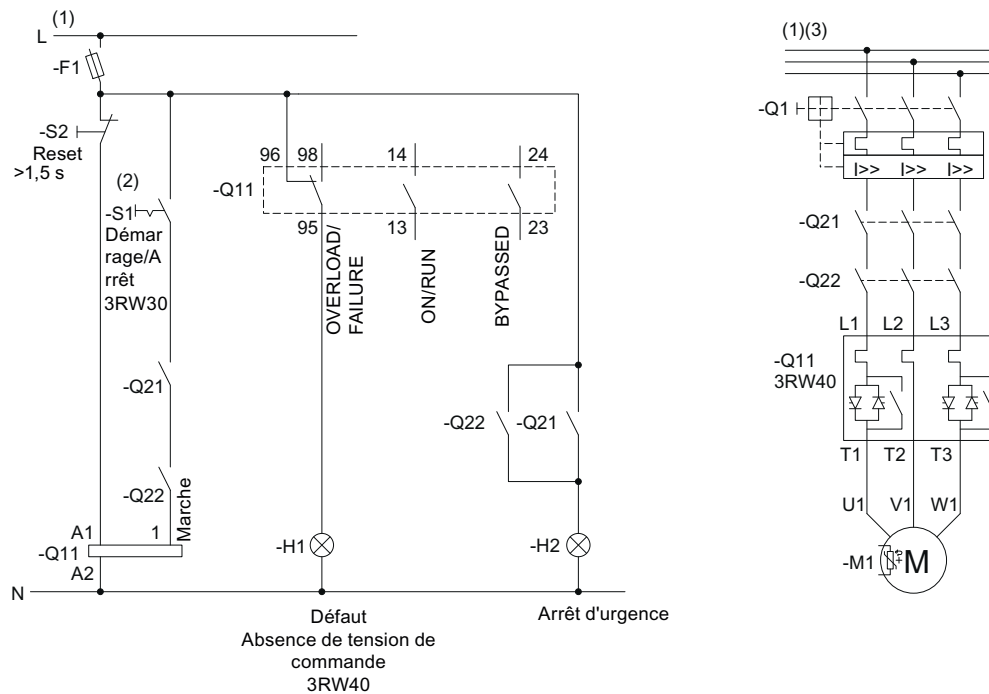 (1)
L
-F1
-S2
Reset
>1,5 s
(2)
-S1
Démar
rage/A
rrêt
3RW30
-Q21
-Q22
Marche
A1
1
-Q11
A2
N
96
98
14
24
-Q11
95
13
23
OVERLOAD/
FAILURE
ON/RUN
BYPASSED
-Q22
-Q21
-H1
-H2
Défaut
Absence de tension de
commande
3RW40
Arrêt d'urgence
(1)(3)
-Q1
I>>
I>>
I>>
-Q21
-Q22
L1
L2
L3
-Q11
3RW40
T1
T2
T3
U1
V1
W1
-M1
M